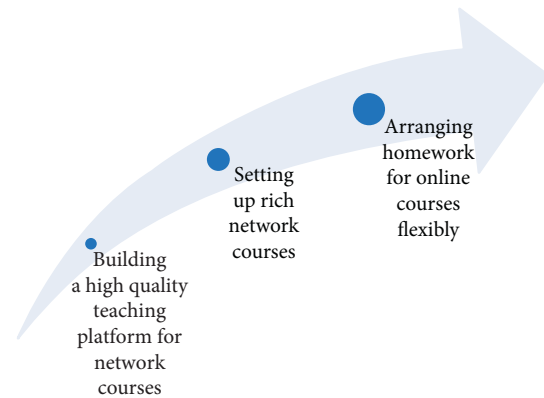 Building
a high quality
teaching
platform for
network
courses
Setting
up rich
network
courses
Arranging
homework
for online
courses
flexibly